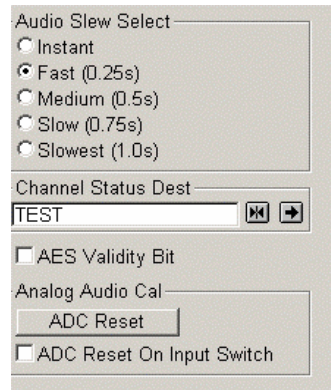 Audio Slew Select
Instant
Fast (0.25s)
Medium (0.5s)
Slow (0.75s)
Slowest (1.0s)
Channel Status Dest
TEST
AES Validity Bit
Analog Audio Cal
ADC Reset
ADC Reset On Input Switch